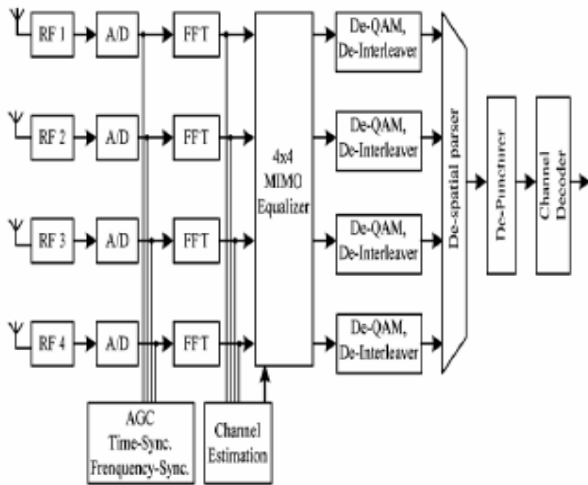 RF 1
A/D
FFT
De-QAM,
De-Interleaver
RF 2
A/D
FFT
4x4
MIMO
Equalizer
De-QAM,
De-Interleaver
RF 3
A/D
FFT
De-QAM,
De-Interleaver
RF 4
A/D
FFT
De-QAM,
De-Interleaver
De-spatial parser
De-Puncturer
Channel
Decoder
AGC
Time-Sync.
Frenquency-Sync.
Channel
Estimation